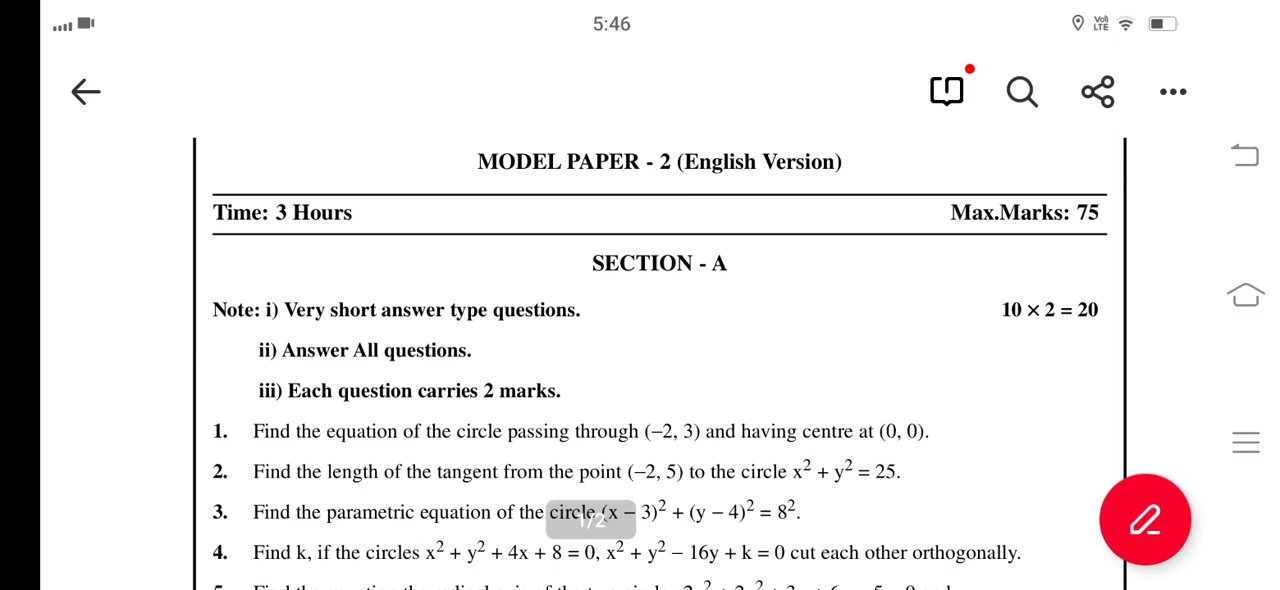 5:46
Vol) LTE
MODEL PAPER - 2 (English Version)
Time: 3 Hours Max.Marks: 75
SECTION - A
Note: i) Very short answer type questions. 10 × 2 = 20
ii) Answer All questions.
iii) Each question carries 2 marks.
1. Find the equation of the circle passing through (−2, 3) and having centre at (0, 0).
2. Find the length of the tangent from the point (−2, 5) to the circle x² + y² = 25.
3. Find the parametric equation of the circle (x − 3)² + (y − 4)² = 8².
1/2
4. Find k, if the circles x² + y² + 4x + 8 = 0, x² + y² − 16y + k = 0 cut each other orthogonally.